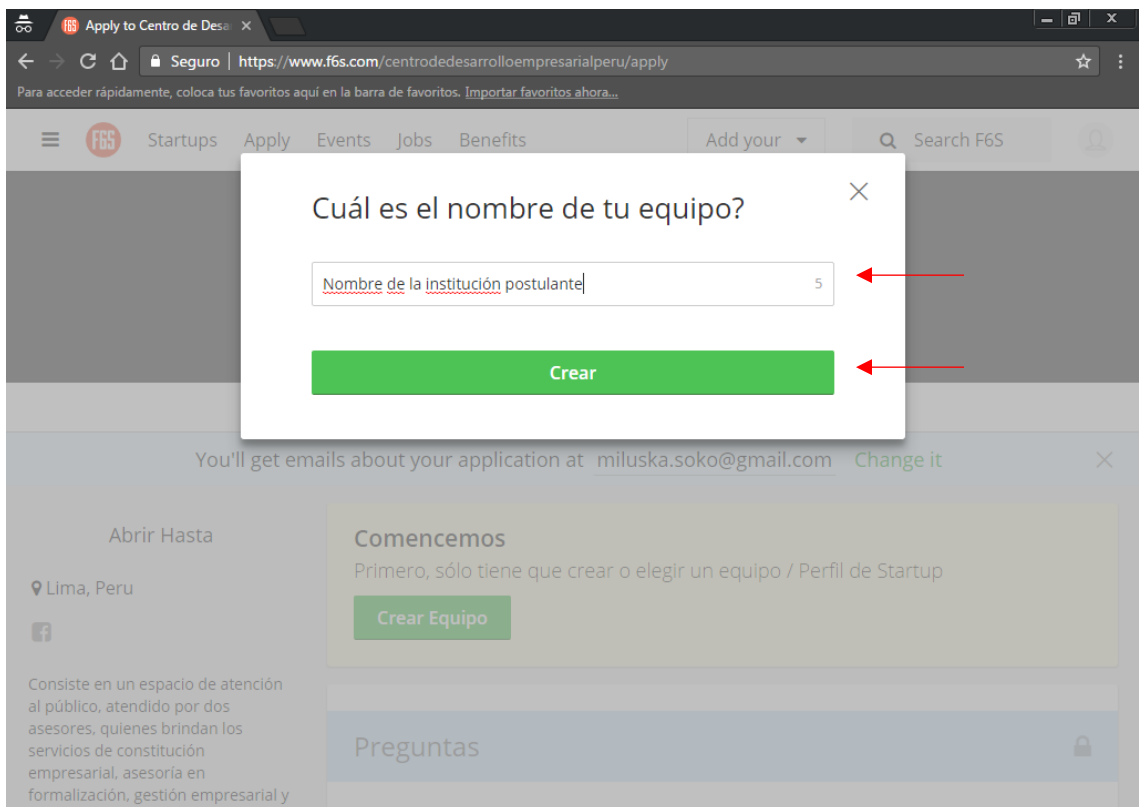 Apply to Centro de Desa
Seguro | https://www.f6s.com/centrodedesarrolloempresarialperu/apply
Para acceder rápidamente, coloca tus favoritos aquí en la barra de favoritos. Importar favoritos ahora...
F6S Startups Apply Events Jobs Benefits Add your Search F6S
Cuál es el nombre de tu equipo?
Nombre de la institución postulante 5
Crear
You'll get emails about your application at miluska.soko@gmail.com Change it
Abrir Hasta
Lima, Peru
Consiste en un espacio de atención
al público, atendido por dos
asesores, quienes brindan los
servicios de constitución
empresarial, asesoría en
formalización, gestión empresarial y
Comencemos
Primero, sólo tiene que crear o elegir un equipo / Perfil de Startup
Crear Equipo
Preguntas